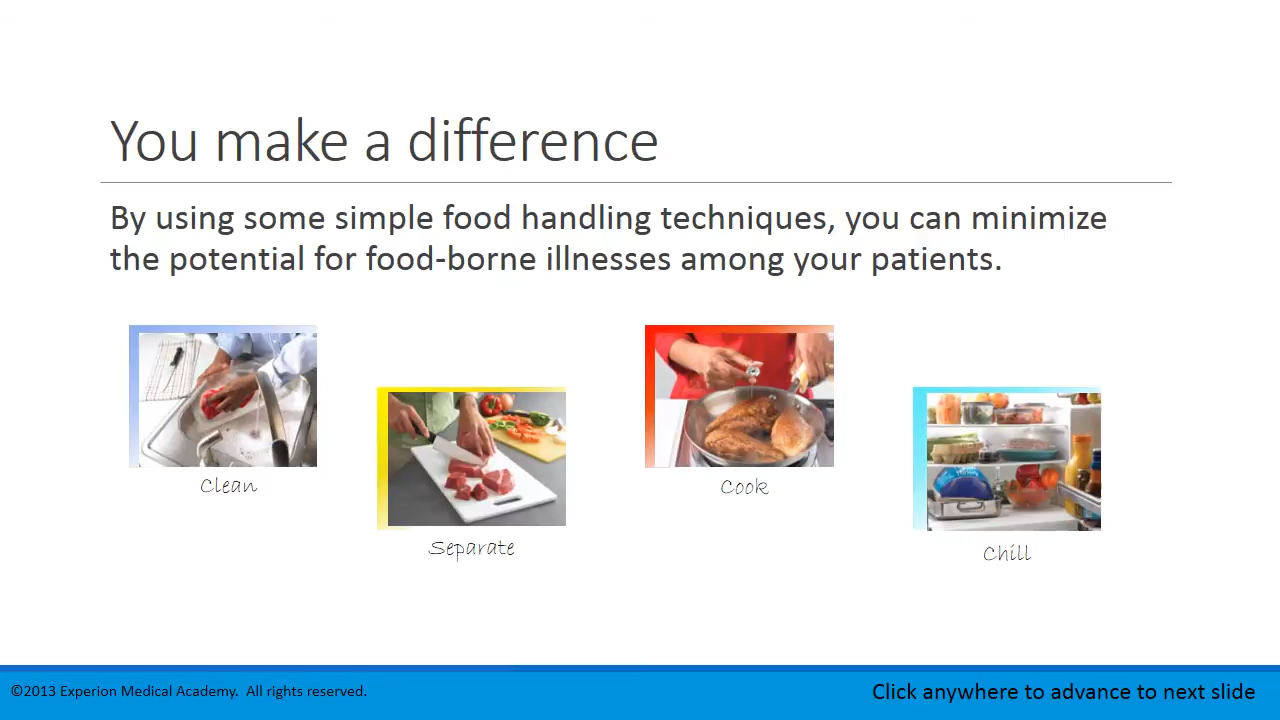 You make a difference
By using some simple food handling techniques, you can minimize
the potential for food-borne illnesses among your patients.
Clean
Separate
Cook
Chill
©2013 Experion Medical Academy.  All rights reserved.
Click anywhere to advance to next slide